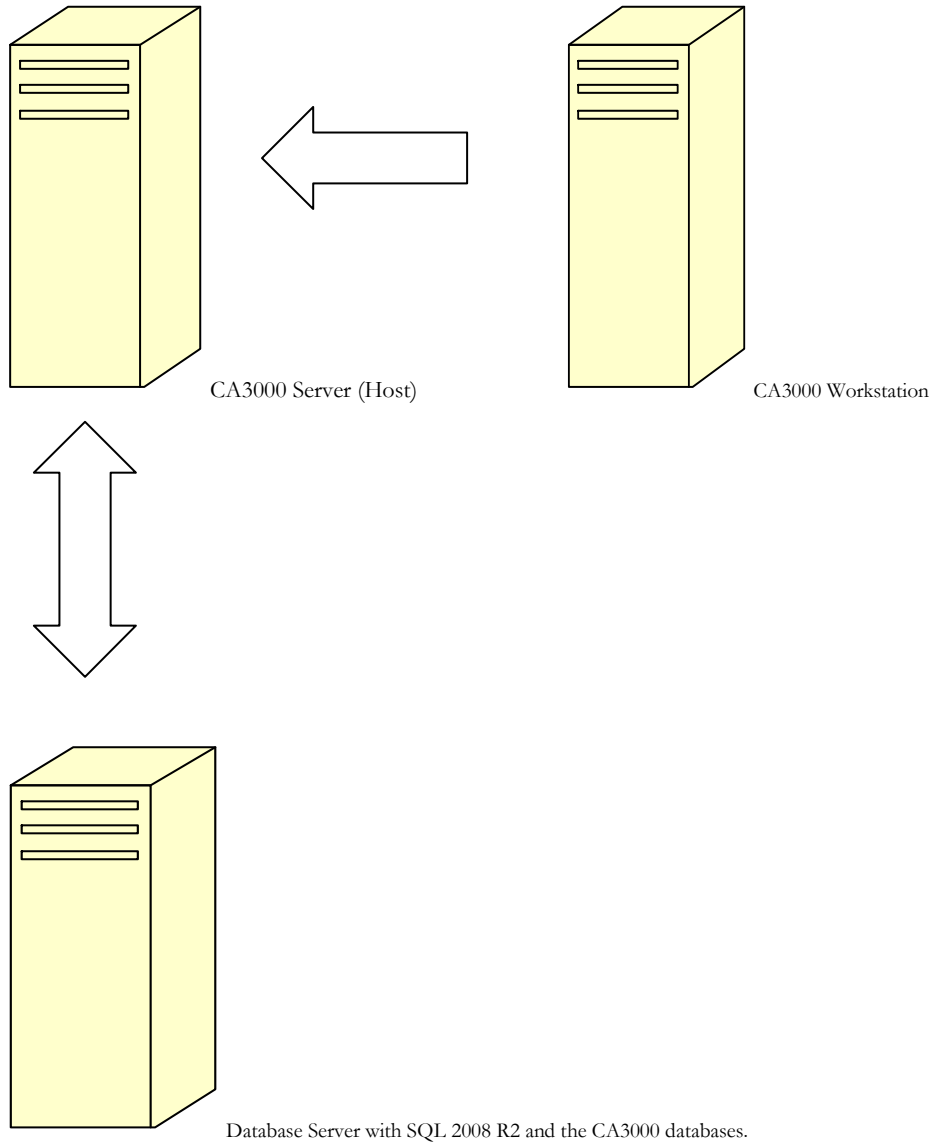 CA3000 Server (Host)
CA3000 Workstation
Database Server with SQL 2008 R2 and the CA3000 databases.